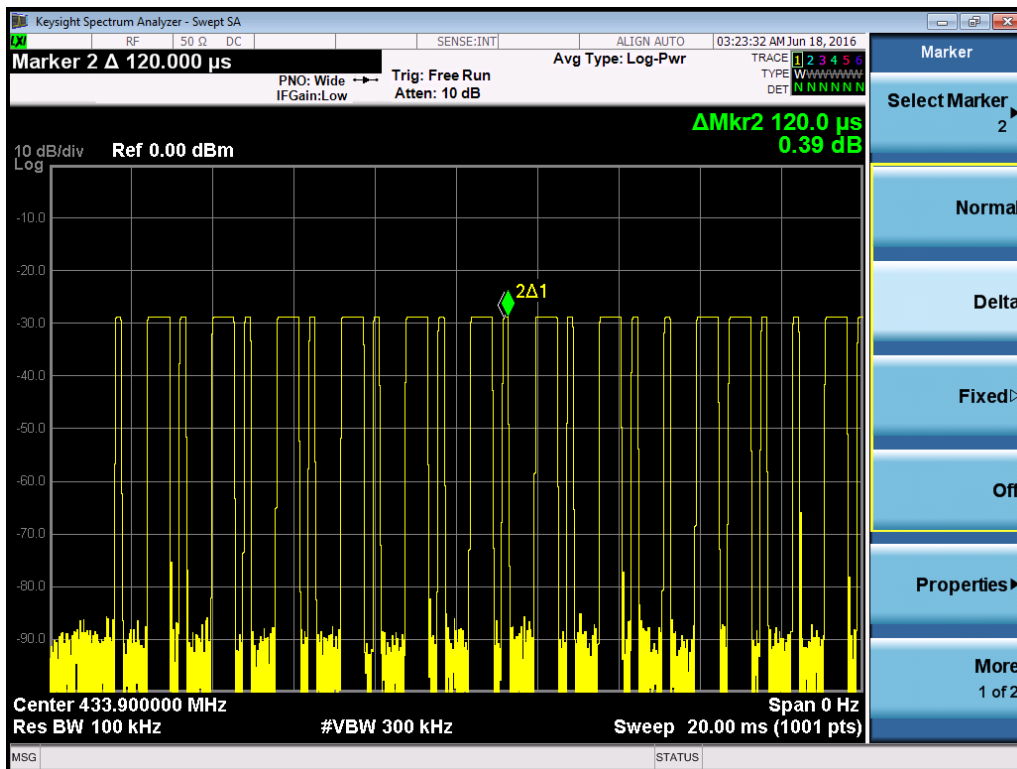 Keysight Spectrum Analyzer - Swept SA
LXI
RF
50 Ω
DC
SENSE:INT
ALIGN AUTO
03:23:32 AM Jun 18, 2016
Marker 2 Δ 120.000 µs
PNO: Wide
IFGain:Low
Trig: Free Run
Atten: 10 dB
Avg Type: Log-Pwr
TRACE 1 2 3 4 5 6
TYPE WWWWWW
DET N N N N N N
ΔMkr2 120.0 µs
0.39 dB
10 dB/div
Log
Ref 0.00 dBm
-10.0
-20.0
-30.0
-40.0
-50.0
-60.0
-70.0
-80.0
-90.0
2Δ1
Center 433.900000 MHz
Span 0 Hz
Res BW 100 kHz
#VBW 300 kHz
Sweep 20.00 ms (1001 pts)
MSG
STATUS
Marker
Select Marker
2
Normal
Delta
Fixed
Off
Properties
More
1 of 2